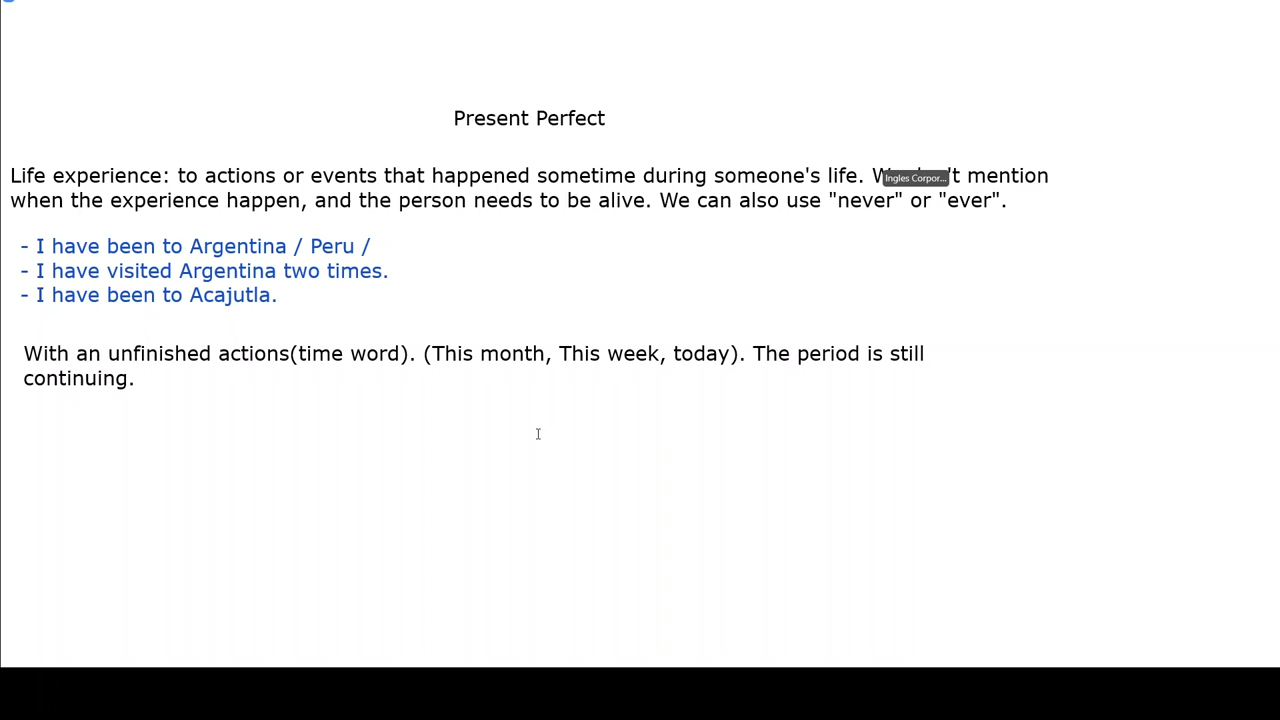 Present Perfect
Life experience: to actions or events that happened sometime during someone's life. mention
Ingles Corpor...
when the experience happen, and the person needs to be alive. We can also use "never" or "ever".
- I have been to Argentina / Peru /
- I have visited Argentina two times.
- I have been to Acajutla.
With an unfinished actions(time word). (This month, This week, today). The period is still
continuing.